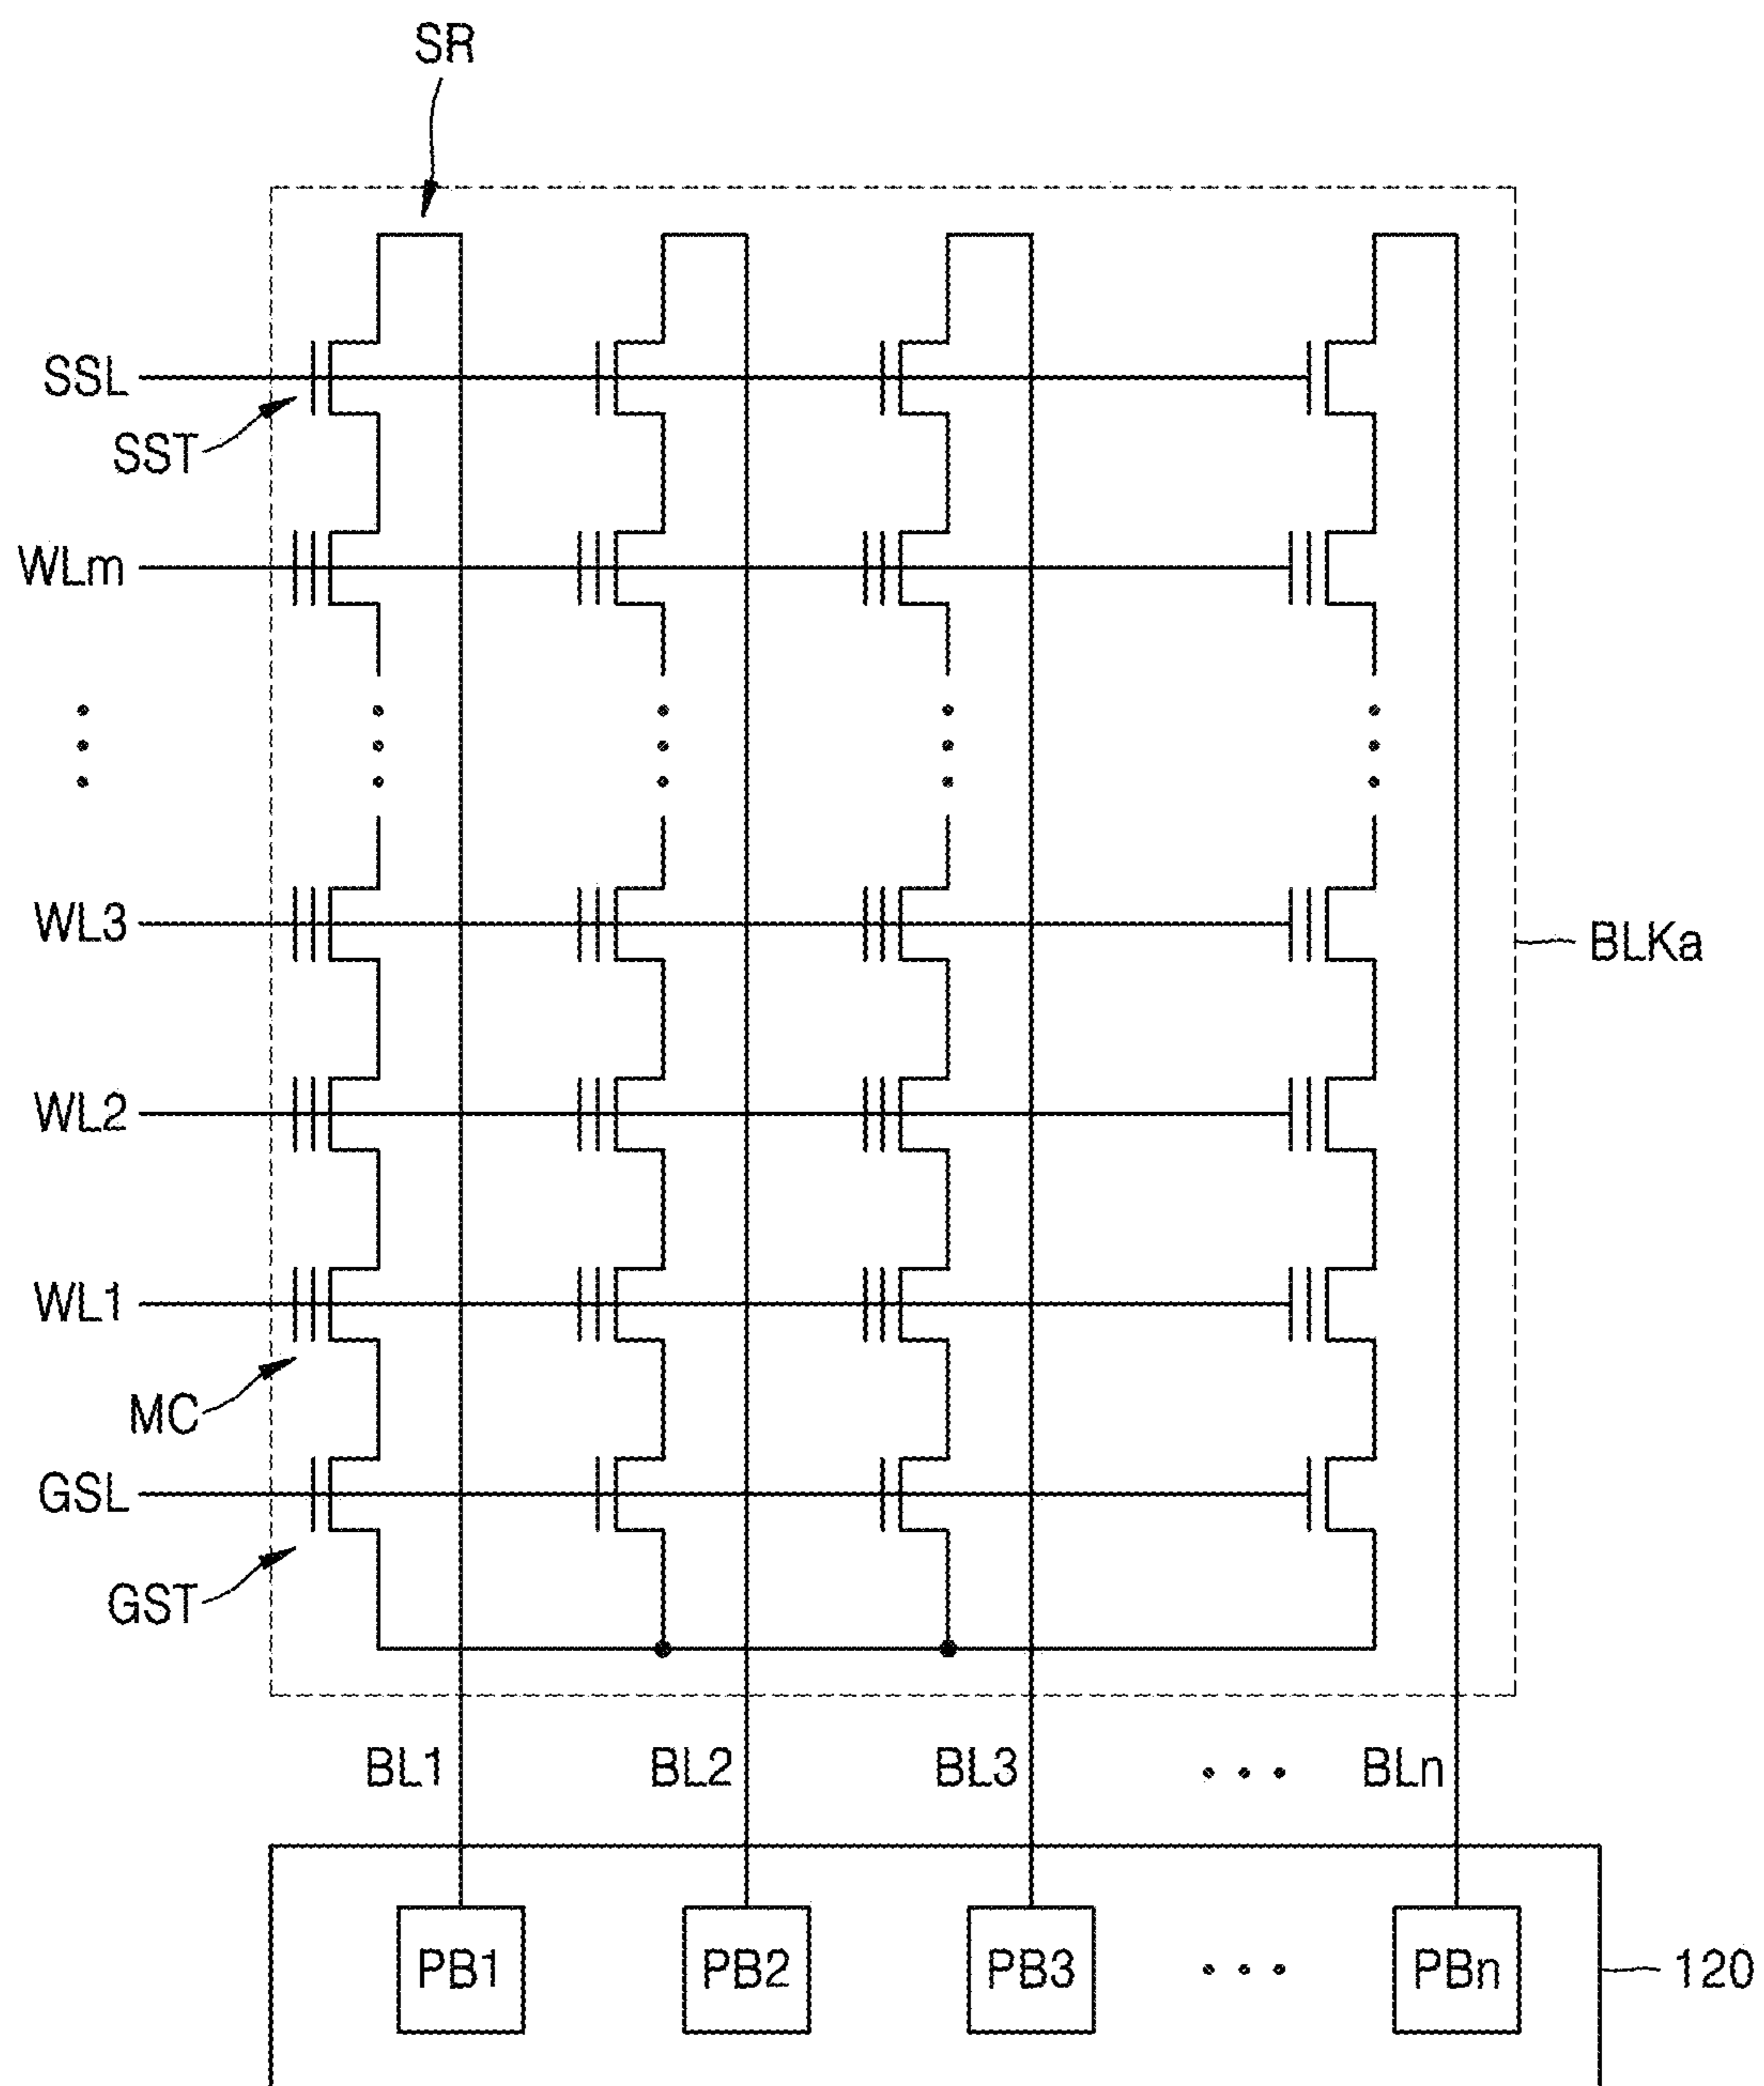 SR
SSL
SST
WLm
WL3
BLKa
WL2
WL1
MC
GSL
GST
BL1 BL2 BL3 ... BLn
PB1 PB2 PB3 ... PBn 120